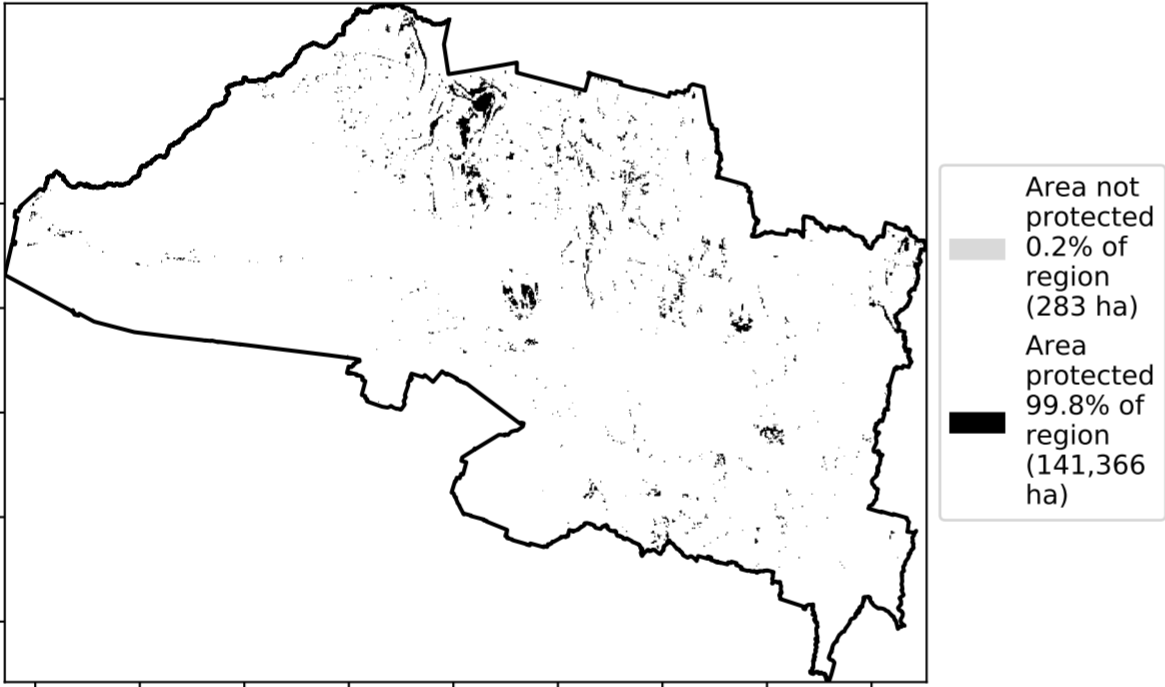 Area not
protected
0.2% of
region
(283 ha)
Area
protected
99.8% of
region
(141,366
ha)